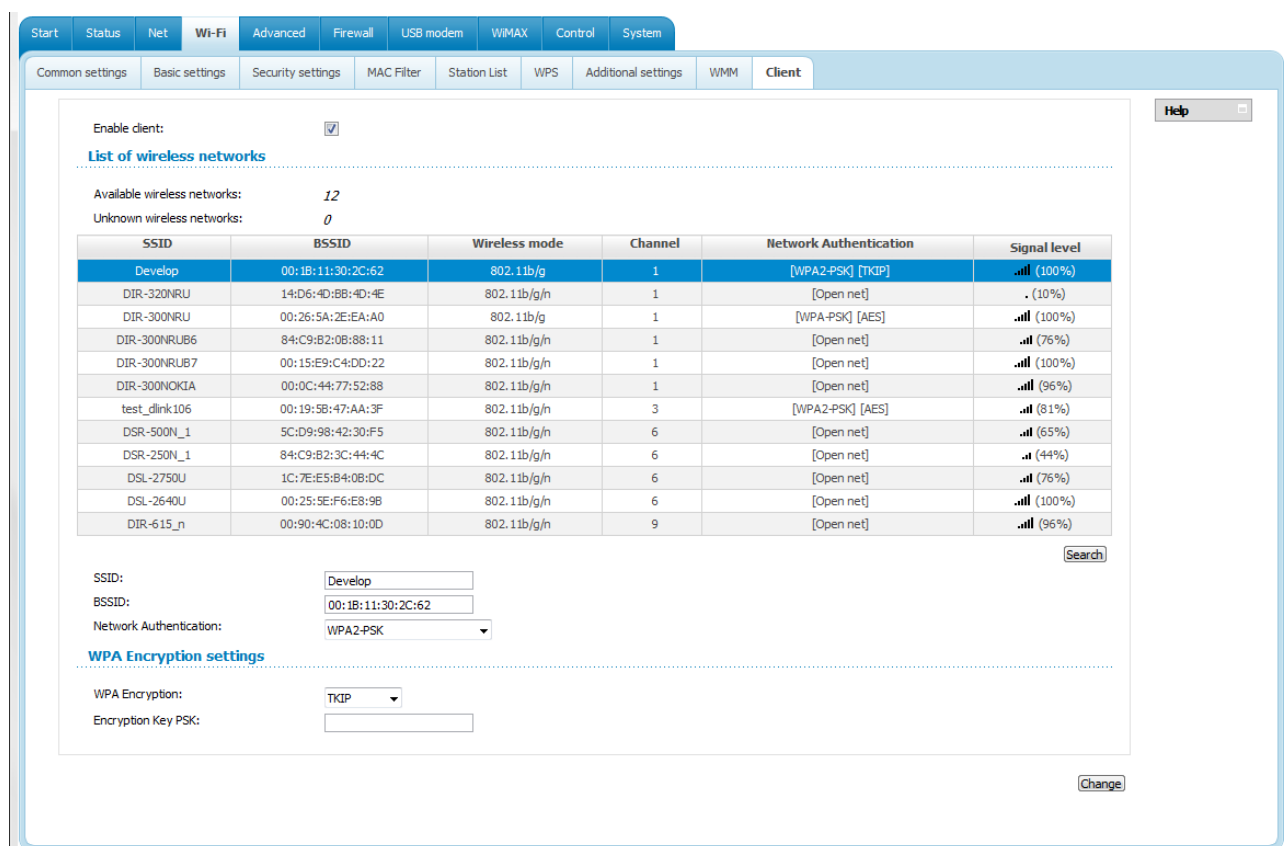 Start Status Net Wi-Fi Advanced Firewall USB modem WiMAX Control System
Common settings Basic settings Security settings MAC Filter Station List WPS Additional settings WMM Client
Help
Enable client:
List of wireless networks
Available wireless networks: 12
Unknown wireless networks: 0
SSID BSSID Wireless mode Channel Network Authentication Signal level
Develop 00:1B:11:30:2C:62 802.11b/g 1 [WPA2-PSK] [TKIP] (100%)
DIR-320NRU 14:D6:4D:BB:4D:4E 802.11b/g/n 1 [Open net] (10%)
DIR-300NRU 00:26:5A:2E:EA:A0 802.11b/g 1 [WPA-PSK] [AES] (100%)
DIR-300NRUB6 84:C9:B2:0B:88:11 802.11b/g/n 1 [Open net] (76%)
DIR-300NRUB7 00:15:E9:C4:DD:22 802.11b/g/n 1 [Open net] (100%)
DIR-300NOKIA 00:0C:44:77:52:88 802.11b/g/n 1 [Open net] (96%)
test_dlink106 00:19:5B:47:AA:3F 802.11b/g/n 3 [WPA2-PSK] [AES] (81%)
DSR-500N_1 5C:D9:98:42:30:F5 802.11b/g/n 6 [Open net] (65%)
DSR-250N_1 84:C9:B2:3C:44:4C 802.11b/g/n 6 [Open net] (44%)
DSL-2750U 1C:7E:E5:B4:0B:DC 802.11b/g/n 6 [Open net] (76%)
DSL-2640U 00:25:5E:F6:E8:9B 802.11b/g/n 6 [Open net] (100%)
DIR-615_n 00:90:4C:08:10:0D 802.11b/g/n 9 [Open net] (96%)
Search
SSID: Develop
BSSID: 00:1B:11:30:2C:62
Network Authentication: WPA2-PSK
WPA Encryption settings
WPA Encryption: TKIP
Encryption Key PSK:
Change